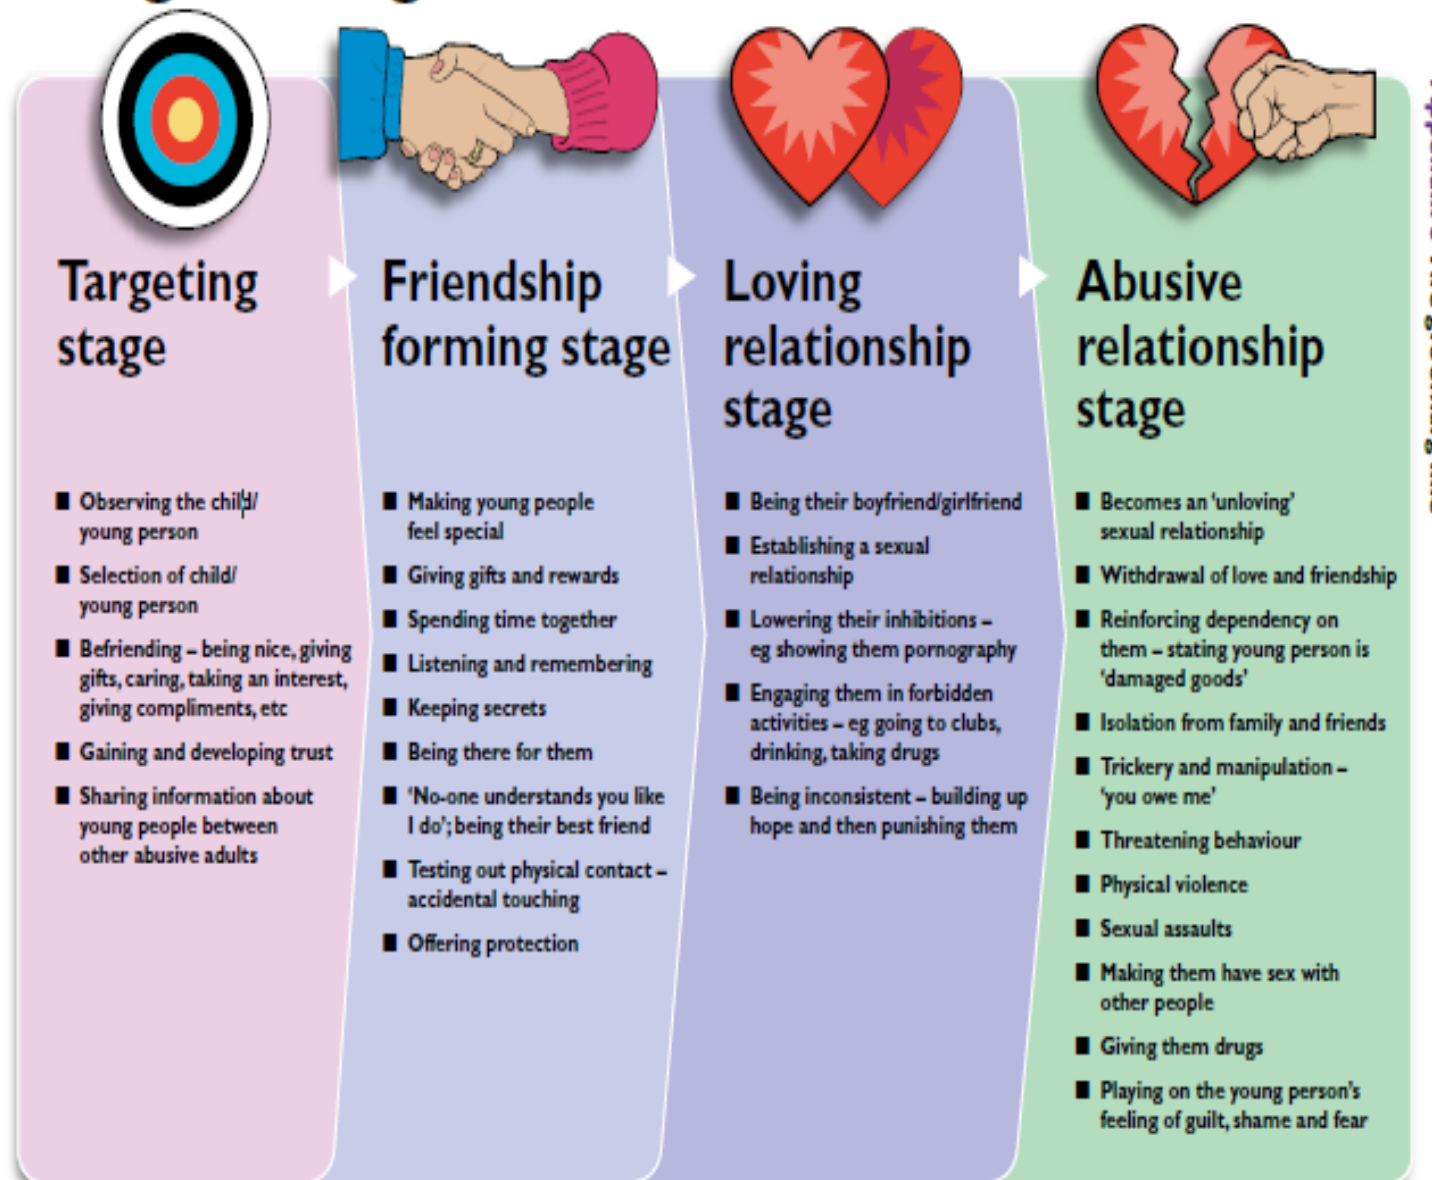 Targeting
stage
Observing the child/
young person
Selection of child/
young person
Befriending – being nice, giving
gifts, caring, taking an interest,
giving compliments, etc
Gaining and developing trust
Sharing information about
young people between
other abusive adults
Friendship
forming stage
Making young people
feel special
Giving gifts and rewards
Spending time together
Listening and remembering
Keeping secrets
Being there for them
‘No-one understands you like
I do’; being their best friend
Testing out physical contact –
accidental touching
Offering protection
Loving
relationship
stage
Being their boyfriend/girlfriend
Establishing a sexual
relationship
Lowering their inhibitions –
eg showing them pornography
Engaging them in forbidden
activities – eg going to clubs,
drinking, taking drugs
Being inconsistent – building up
hope and then punishing them
Abusive
relationship
stage
Becomes an ‘unloving’
sexual relationship
Withdrawal of love and friendship
Reinforcing dependency on
them – stating young person is
‘damaged goods’
Isolation from family and friends
Trickery and manipulation –
‘you owe me’
Threatening behaviour
Physical violence
Sexual assaults
Making them have sex with
other people
Giving them drugs
Playing on the young person’s
feeling of guilt, shame and fear